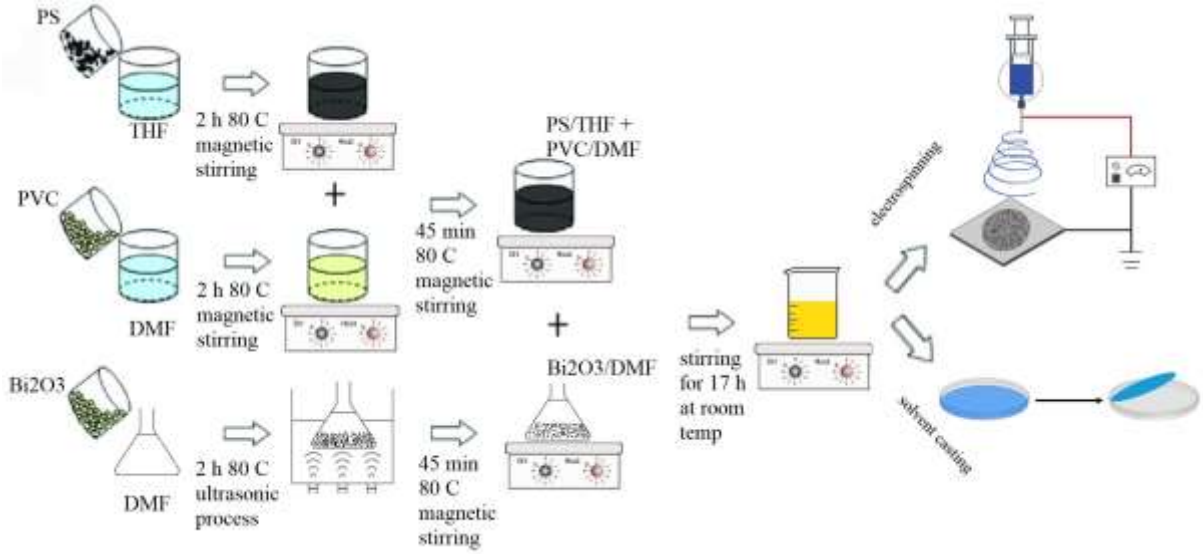 PS
THF
2 h 80 C
magnetic
stirring
PVC
DMF
2 h 80 C
magnetic
stirring
+
45 min
80 C
magnetic
stirring
PS/THF +
PVC/DMF
+
Bi2O3
DMF
2 h 80 C
ultrasonic
process
45 min
80 C
magnetic
stirring
Bi2O3/DMF
stirring
for 17 h
at room
temp
electrospinning
solvent casting